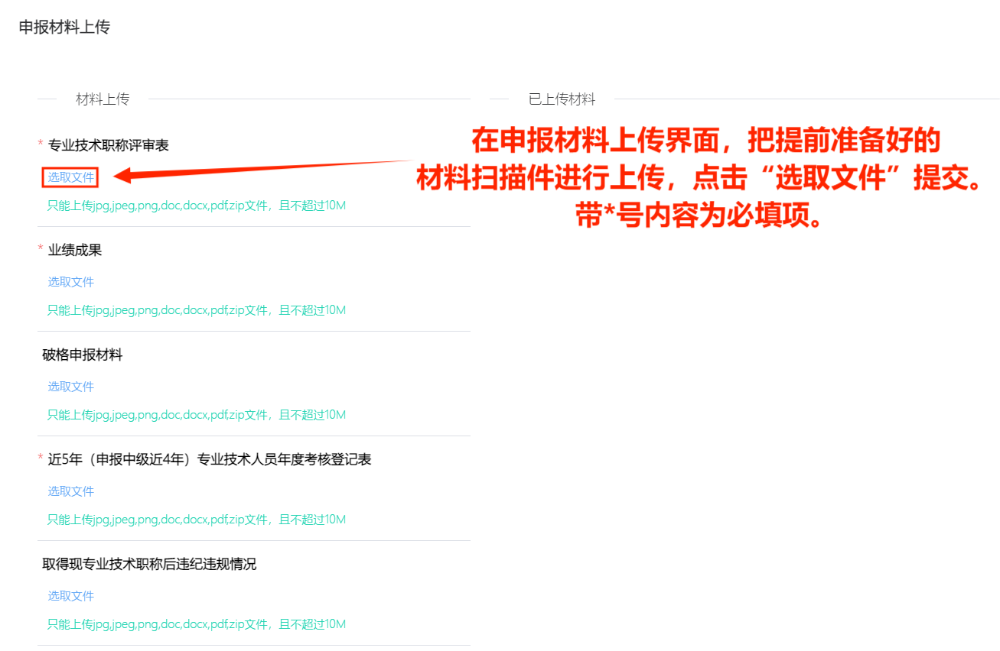 申报材料上传
材料上传
已上传材料
* 专业技术职称评审表
选取文件
只能上传jpg,jpeg,png,doc,docx,pdf,zip文件，且不超过10M
在申报材料上传界面，把提前准备好的
材料扫描件进行上传，点击“选取文件”提交。
带*号内容为必填项。
* 业绩成果
选取文件
只能上传jpg,jpeg,png,doc,docx,pdf,zip文件，且不超过10M
破格申报材料
选取文件
只能上传jpg,jpeg,png,doc,docx,pdf,zip文件，且不超过10M
* 近5年（申报中级近4年）专业技术人员年度考核登记表
选取文件
只能上传jpg,jpeg,png,doc,docx,pdf,zip文件，且不超过10M
取得现专业技术职称后违纪违规情况
选取文件
只能上传jpg,jpeg,png,doc,docx,pdf,zip文件，且不超过10M